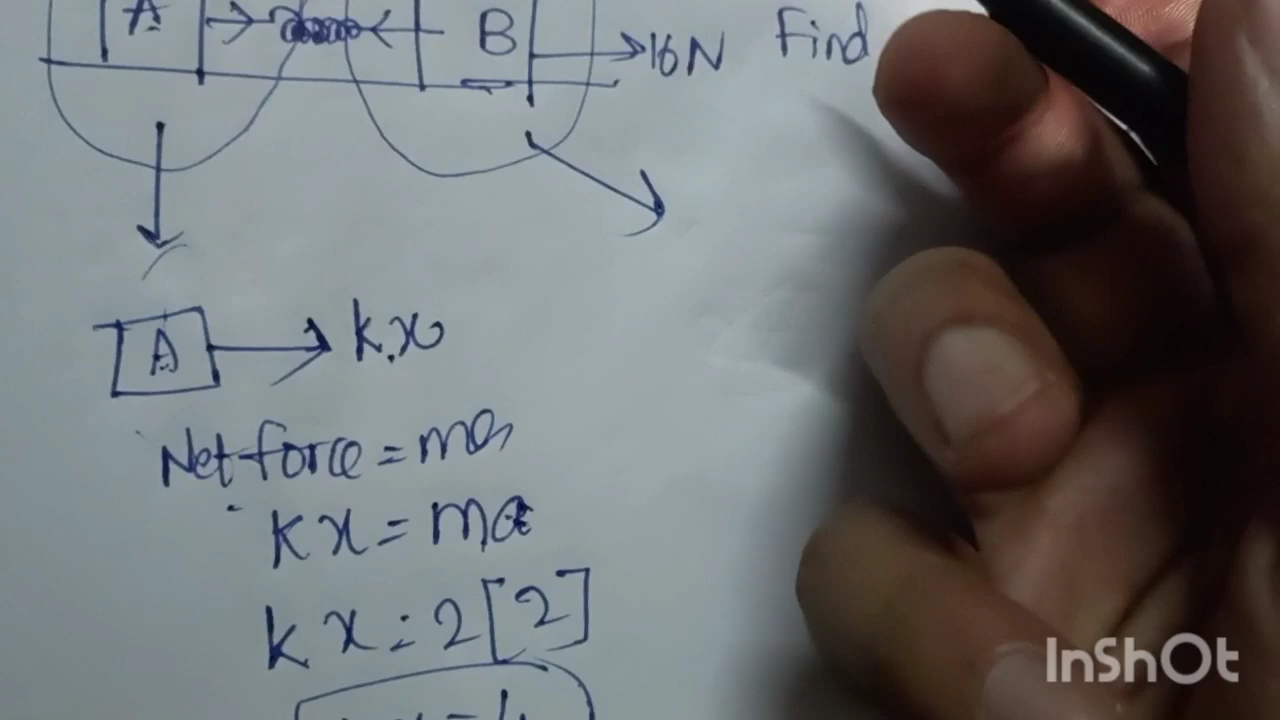 A B →16N Find
A → k.x
Net force = ma
kx = ma
kx = 2[2]
InShOt